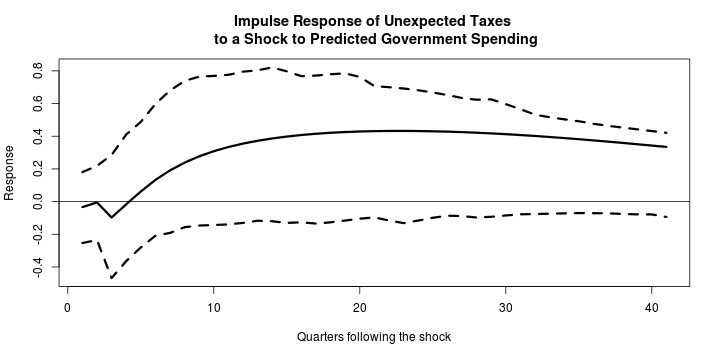 Impulse Response of Unexpected Taxes
to a Shock to Predicted Government Spending
Response
0.8
0.6
0.4
0.2
0.0
-0.2
-0.4
0 10 20 30 40
Quarters following the shock